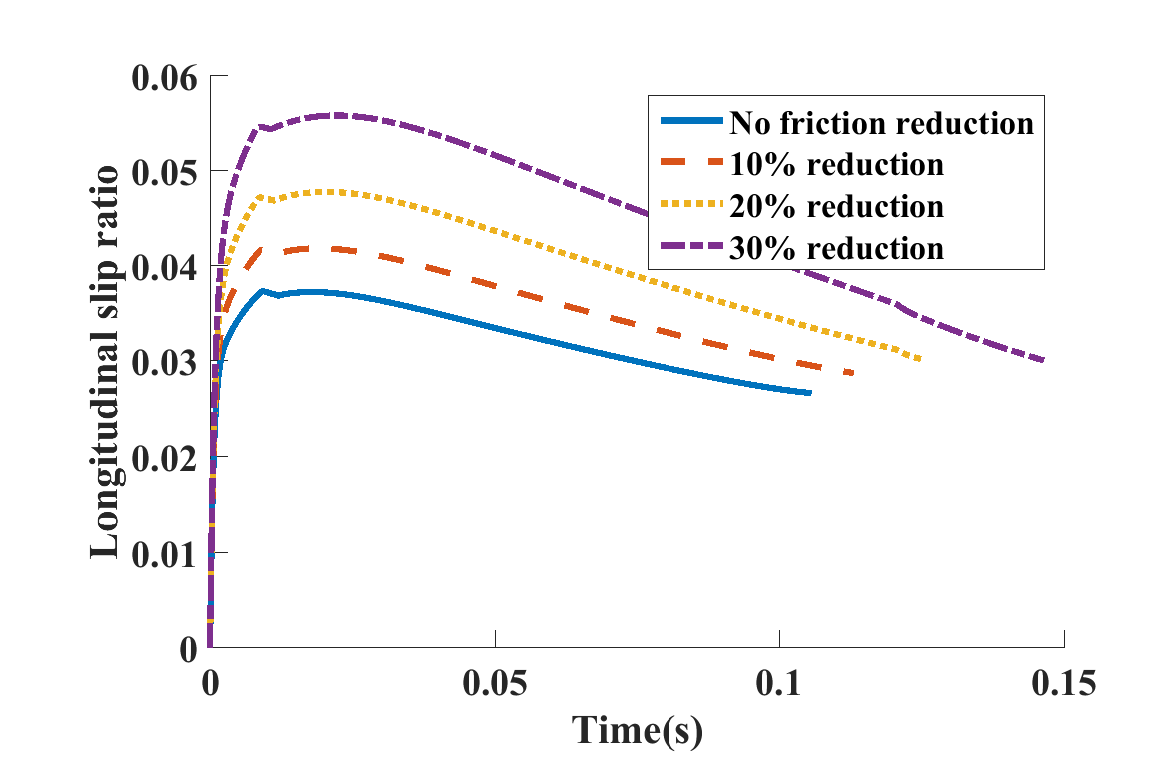 0.06
0.05
0.04
0.03
0.02
0.01
0
Longitudinal slip ratio
No friction reduction
10% reduction
20% reduction
30% reduction
0 0.05 0.1 0.15
Time(s)